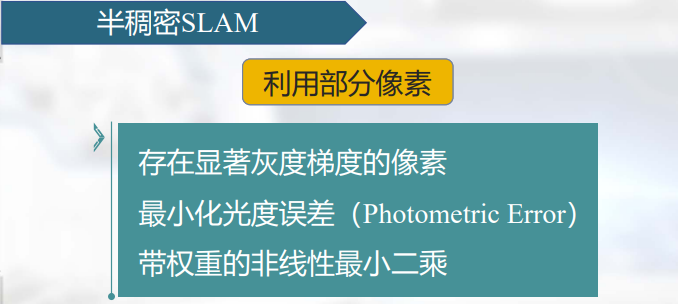 半稠密SLAM
利用部分像素
存在显著灰度梯度的像素
最小化光度误差（Photometric Error）
带权重的非线性最小二乘